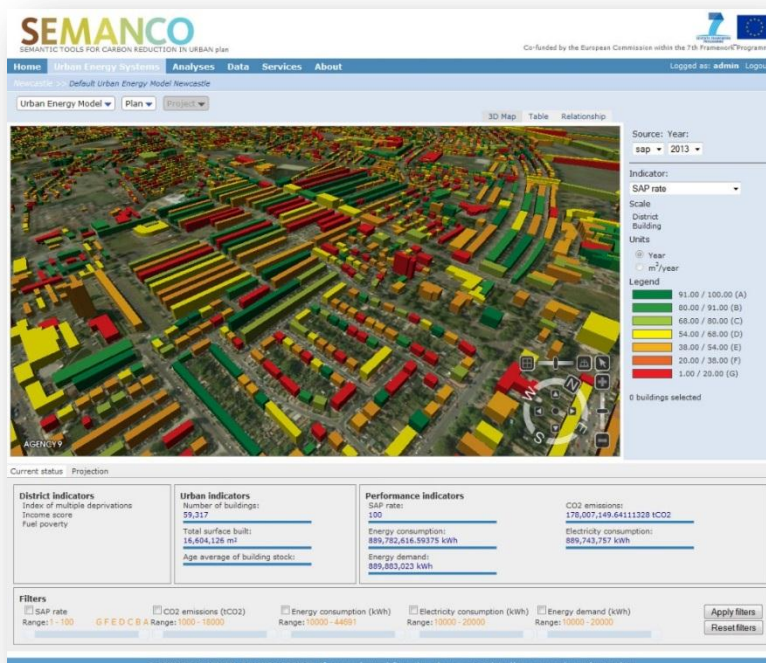 SEMANCO
SEMANTIC TOOLS FOR CARBON REDUCTION IN URBAN plan
Co-funded by the European Commission within the 7th Framework Programme
Home Urban Energy Systems Analyses Data Services About
Logged as: admin Logou
Newcastle >> Default Urban Energy Model Newcastle
Urban Energy Model Plan Project
3D Map Table Relationship
Source: Year:
sap 2013
Indicator:
SAP rate
Scale
District
Building
Units
Year
m²/year
Legend
91.00 / 100.00 (A)
80.00 / 91.00 (B)
68.00 / 80.00 (C)
54.00 / 68.00 (D)
38.00 / 54.00 (E)
20.00 / 38.00 (F)
1.00 / 20.00 (G)
0 buildings selected
N
W
E
S
AGENCY9
Current status Projection
District indicators
Index of multiple deprivations
Income score
Fuel poverty
Urban indicators
Number of buildings:
59,317
Total surface built:
16,604,126 m²
Age average of building stock:
Performance indicators
SAP rate:
100
Energy consumption:
889,782,616.59375 kWh
Energy demand:
889,883,023 kWh
CO2 emissions:
178,007,149.64111328 tCO2
Electricity consumption:
889,743,757 kWh
Filters
SAP rate
Range: 1 - 100 G F E D C B A
CO2 emissions (tCO2)
Range: 1000 - 18000
Energy consumption (kWh)
Range: 10000 - 44691
Electricity consumption (kWh)
Range: 10000 - 20000
Energy demand (kWh)
Range: 10000 - 20000
Apply filters
Reset filters